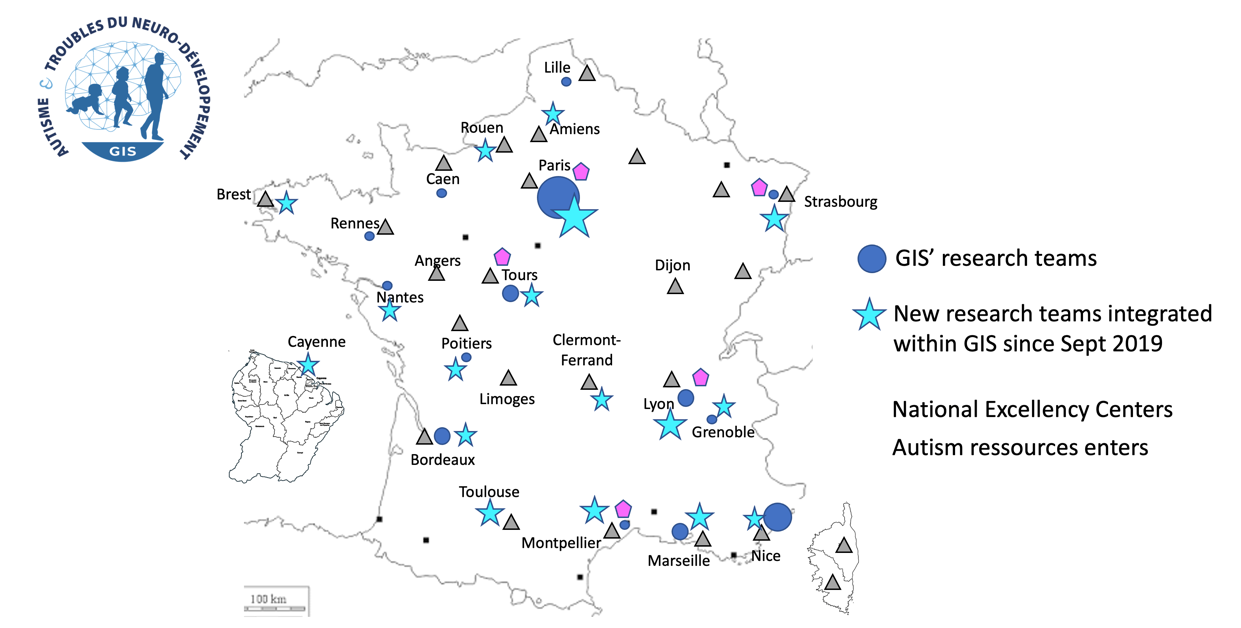 AUTISME & TROUBLES DU NEURO-DÉVELOPPEMENT
GIS
Lille
Amiens
Rouen
Caen
Paris
Brest
Rennes
Strasbourg
Angers
Tours
Dijon
Nantes
Poitiers
Clermont-
Ferrand
Limoges
Cayenne
Lyon
Grenoble
Bordeaux
Toulouse
Montpellier
Marseille
Nice
100 km
GIS’ research teams
New research teams integrated
within GIS since Sept 2019
National Excellency Centers
Autism ressources enters